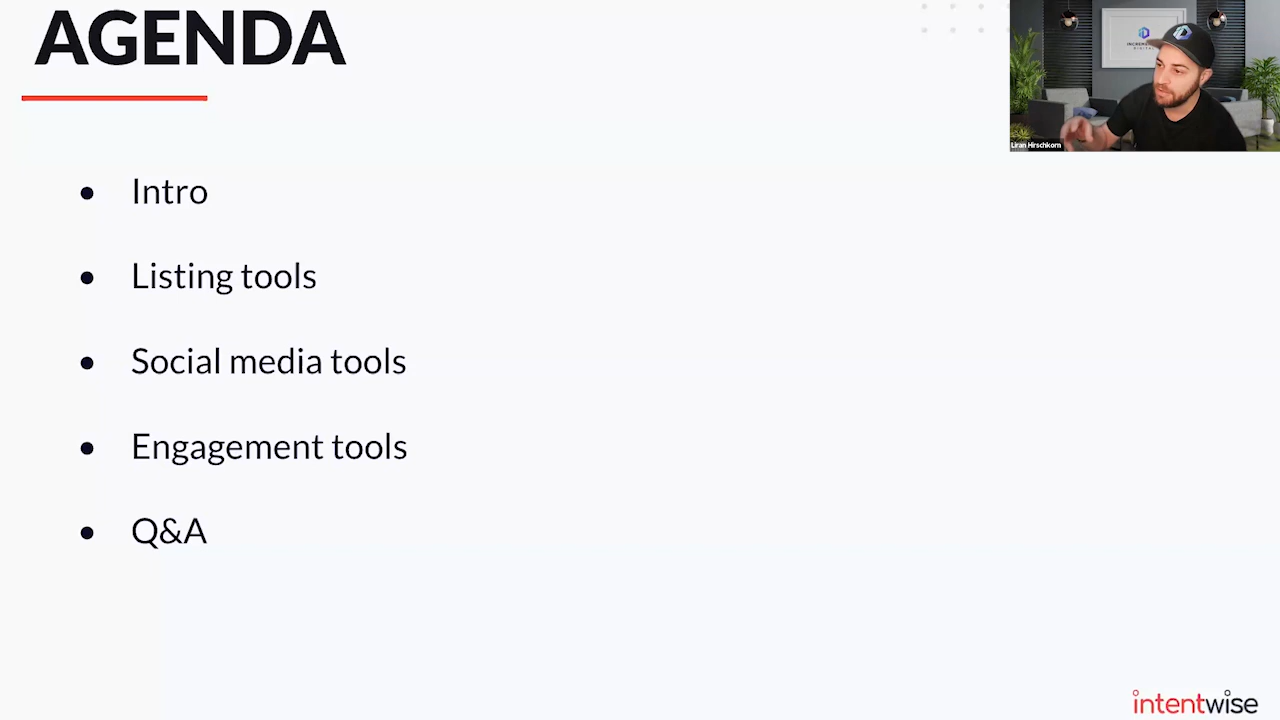 AGENDA
Liran Hirschkorn
Intro
Listing tools
Social media tools
Engagement tools
Q&A
intentwise